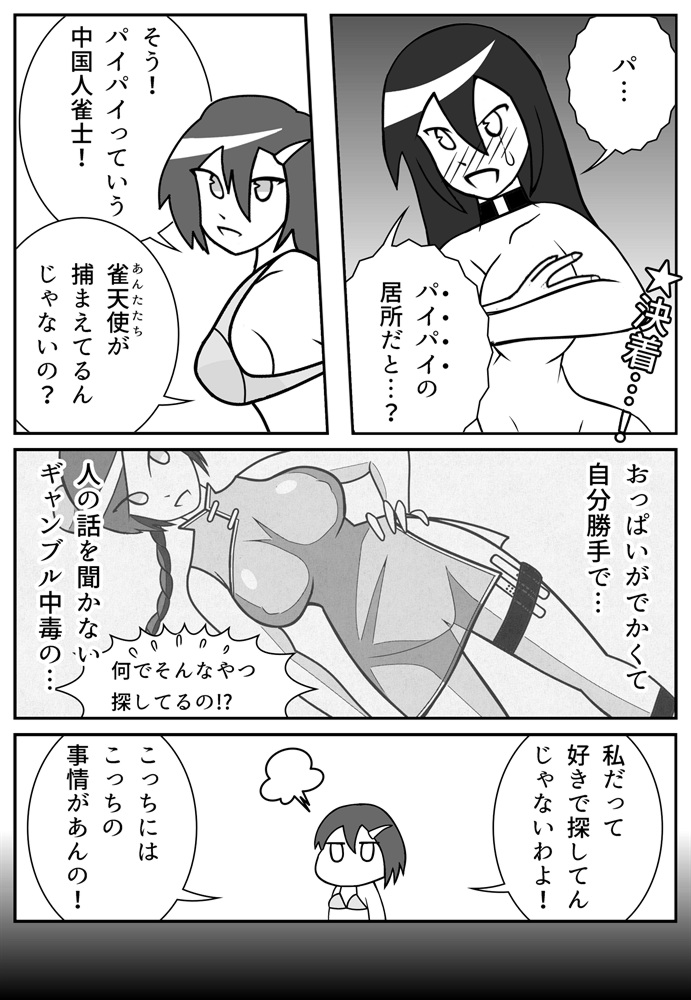 パ…
パイパイの
居所だと…？
★決着…！
そう！
パイパイっていう
中国人雀士！
雀天使が
あんたたち
捕まえてるん
じゃないの？
おっぱいがでかくて
自分勝手で…
人の話を聞かない
ギャンブル中毒の…
何でそんなやつ
探してるの!?
私だって
好きで探してん
じゃないわよ！
こっちには
こっちの
事情があんの！